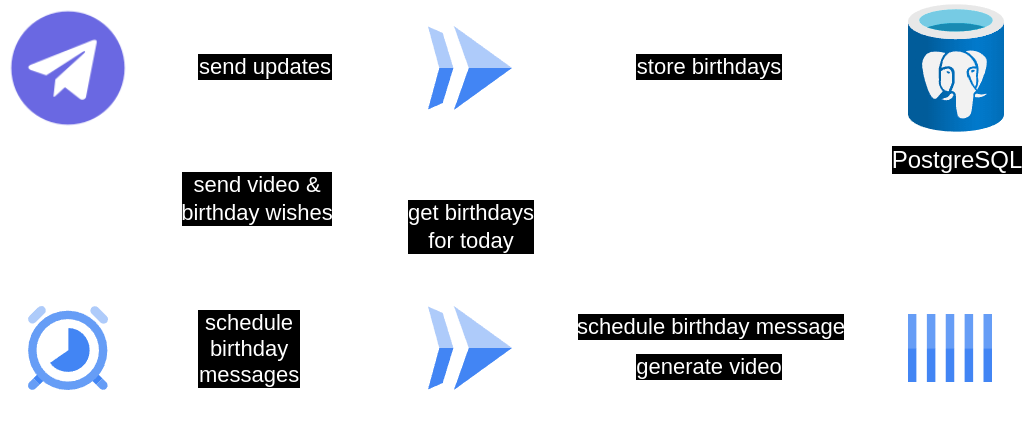 send updates
store birthdays
PostgreSQL
send video &
birthday wishes
get birthdays
for today
schedule
birthday
messages
schedule birthday message
generate video